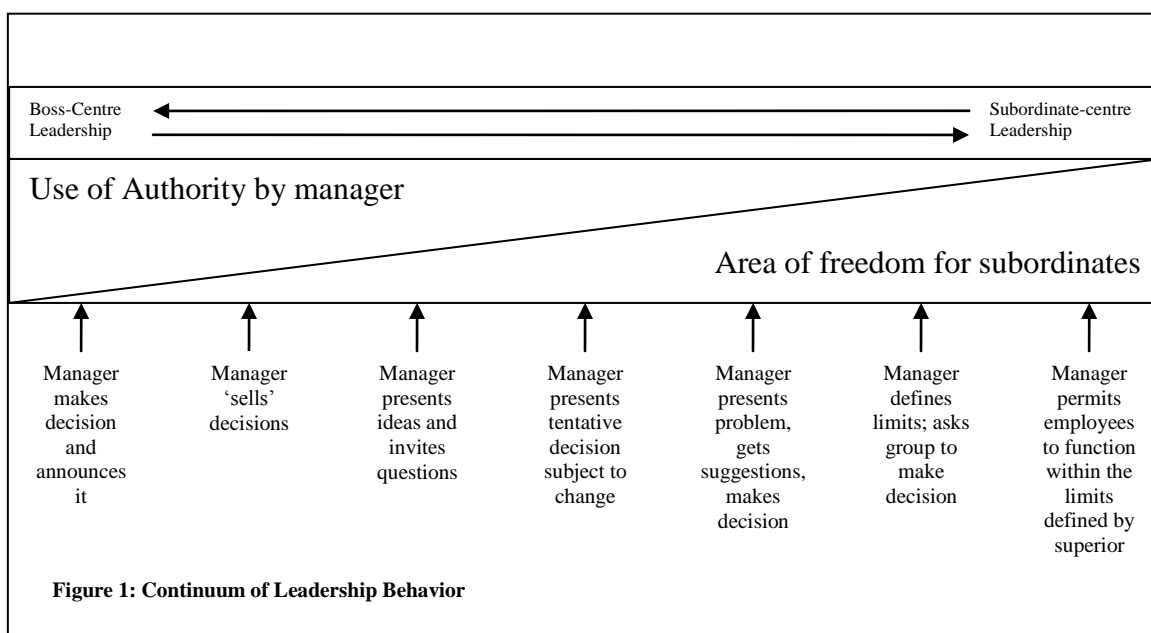 Boss-Centre
Leadership
Subordinate-centre
Leadership
Use of Authority by manager
Area of freedom for subordinates
Manager
makes
decision
and
announces
it
Manager
‘sells’
decisions
Manager
presents
ideas and
invites
questions
Manager
presents
tentative
decision
subject to
change
Manager
presents
problem,
gets
suggestions,
makes
decision
Manager
defines
limits; asks
group to
make
decision
Manager
permits
employees
to function
within the
limits
defined by
superior
Figure 1: Continuum of Leadership Behavior